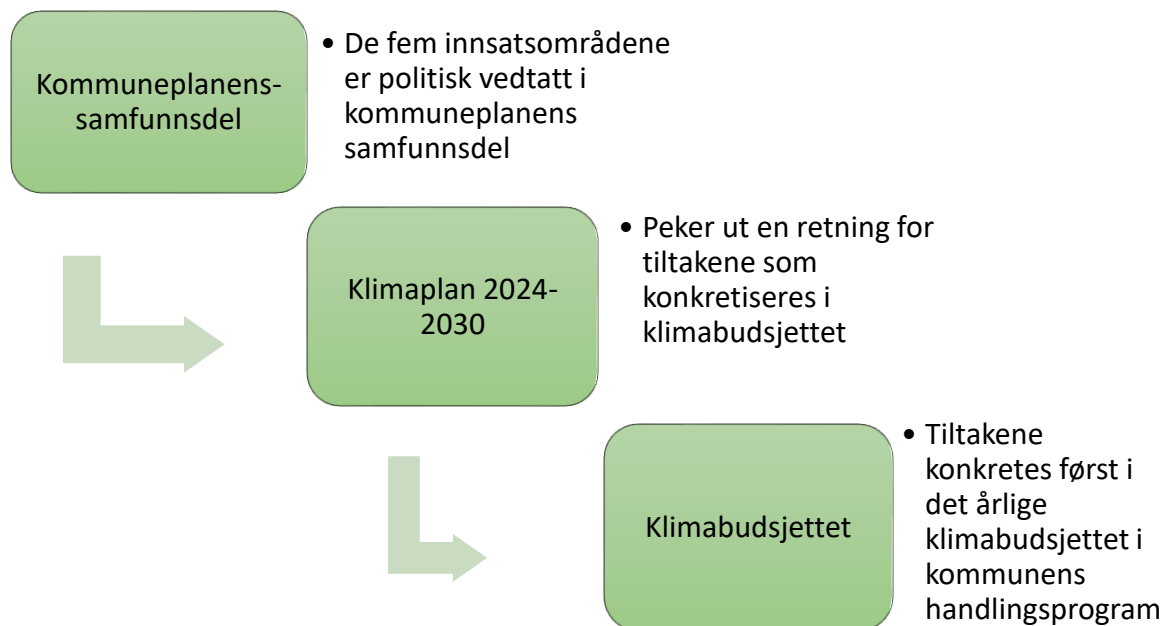 Kommuneplanens-
samfunnsdel
• De fem innsatsområdene
er politisk vedtatt i
kommuneplanens
samfunnsdel
Klimaplan 2024-
2030
• Peker ut en retning for
tiltakene som
konkretiseres i
klimabudsjettet
Klimabudsjettet
• Tiltakene
konkretes først i
det årlige
klimabudsjettet i
kommunens
handlingsprogram